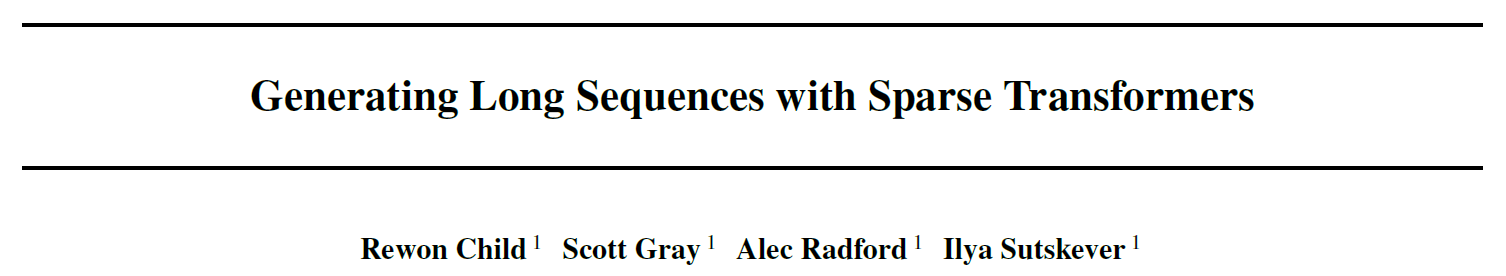 Generating Long Sequences with Sparse Transformers
Rewon Child 1 Scott Gray 1 Alec Radford 1 Ilya Sutskever 1